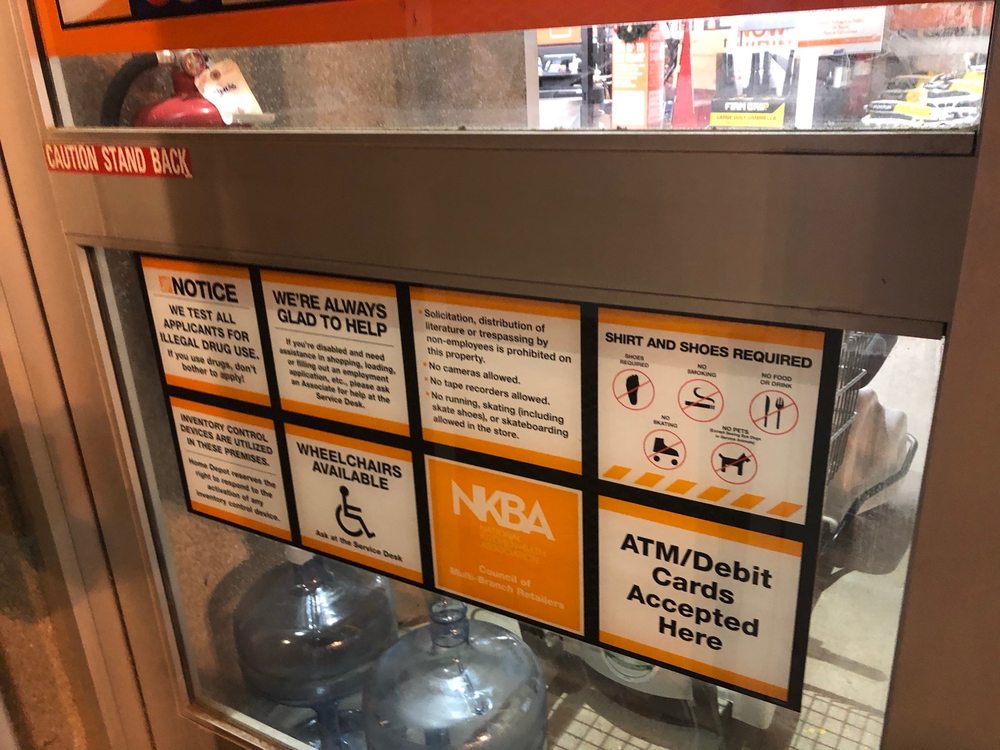 NOW
FIRM GRIP
LARGE GOLF UMBRELLA
CAUTION STAND BACK
NOTICE
WE TEST ALL
APPLICANTS FOR
ILLEGAL DRUG USE.
If you use drugs, don't
bother to apply!
WE'RE ALWAYS
GLAD TO HELP
If you're disabled and need
assistance in shopping, loading,
or filling out an employment
application, etc., please ask
an Associate for help at the
Service Desk.
• Solicitation, distribution of
literature or trespassing by
non-employees is prohibited on
this property.
• No cameras allowed.
• No tape recorders allowed.
• No running, skating (including
skate shoes), or skateboarding
allowed in the store.
SHIRT AND SHOES REQUIRED
SHOES
REQUIRED
NO
SMOKING
NO FOOD
OR DRINK
NO
SKATING
NO PETS
INVENTORY CONTROL
DEVICES ARE UTILIZED
IN THESE PREMISES.
Home Depot reserves the
right to respond to the
activation of any
inventory control device.
WHEELCHAIRS
AVAILABLE
Ask at the Service Desk
NKBA
Council of
Multi-Branch Retailers
ATM/Debit
Cards
Accepted
Here